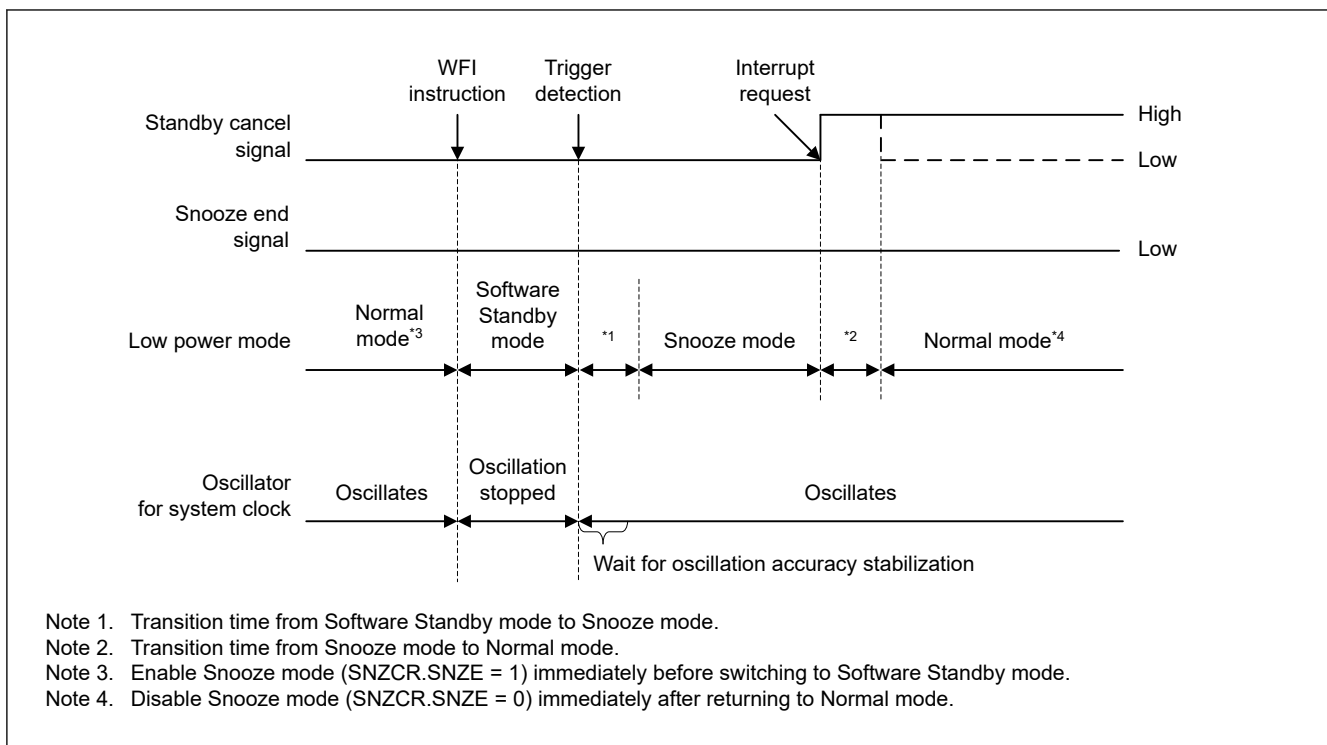 WFI
instruction
Trigger
detection
Interrupt
request
Standby cancel
signal
High
Low
Snooze end
signal
Low
Low power mode
Normal
mode*3
Software
Standby
mode
*1
Snooze mode
*2
Normal mode*4
Oscillator
for system clock
Oscillates
Oscillation
stopped
Oscillates
Wait for oscillation accuracy stabilization
Note 1. Transition time from Software Standby mode to Snooze mode.
Note 2. Transition time from Snooze mode to Normal mode.
Note 3. Enable Snooze mode (SNZCR.SNZE = 1) immediately before switching to Software Standby mode.
Note 4. Disable Snooze mode (SNZCR.SNZE = 0) immediately after returning to Normal mode.